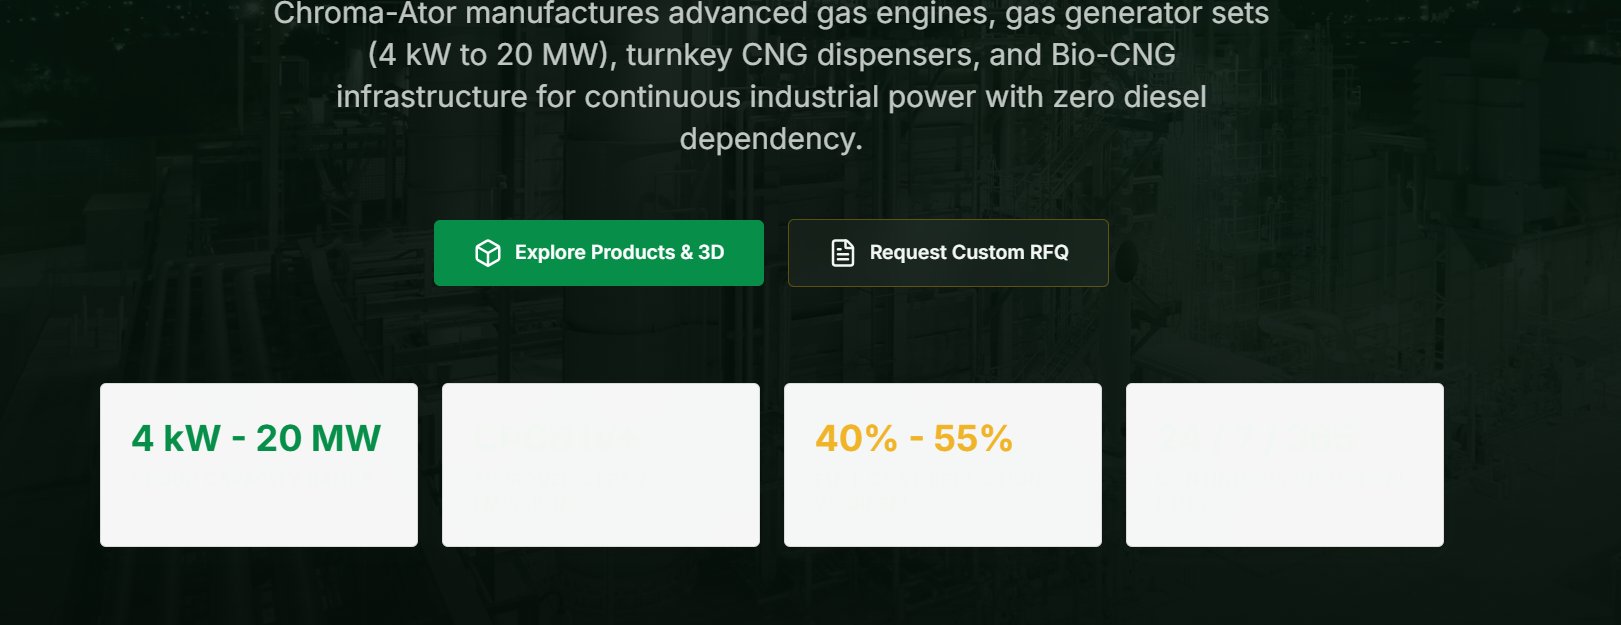 Chroma-Ator manufactures advanced gas engines, gas generator sets
(4 kW to 20 MW), turnkey CNG dispensers, and Bio-CNG
infrastructure for continuous industrial power with zero diesel
dependency.
Explore Products & 3D
Request Custom RFQ
4 kW - 20 MW
40% - 55%